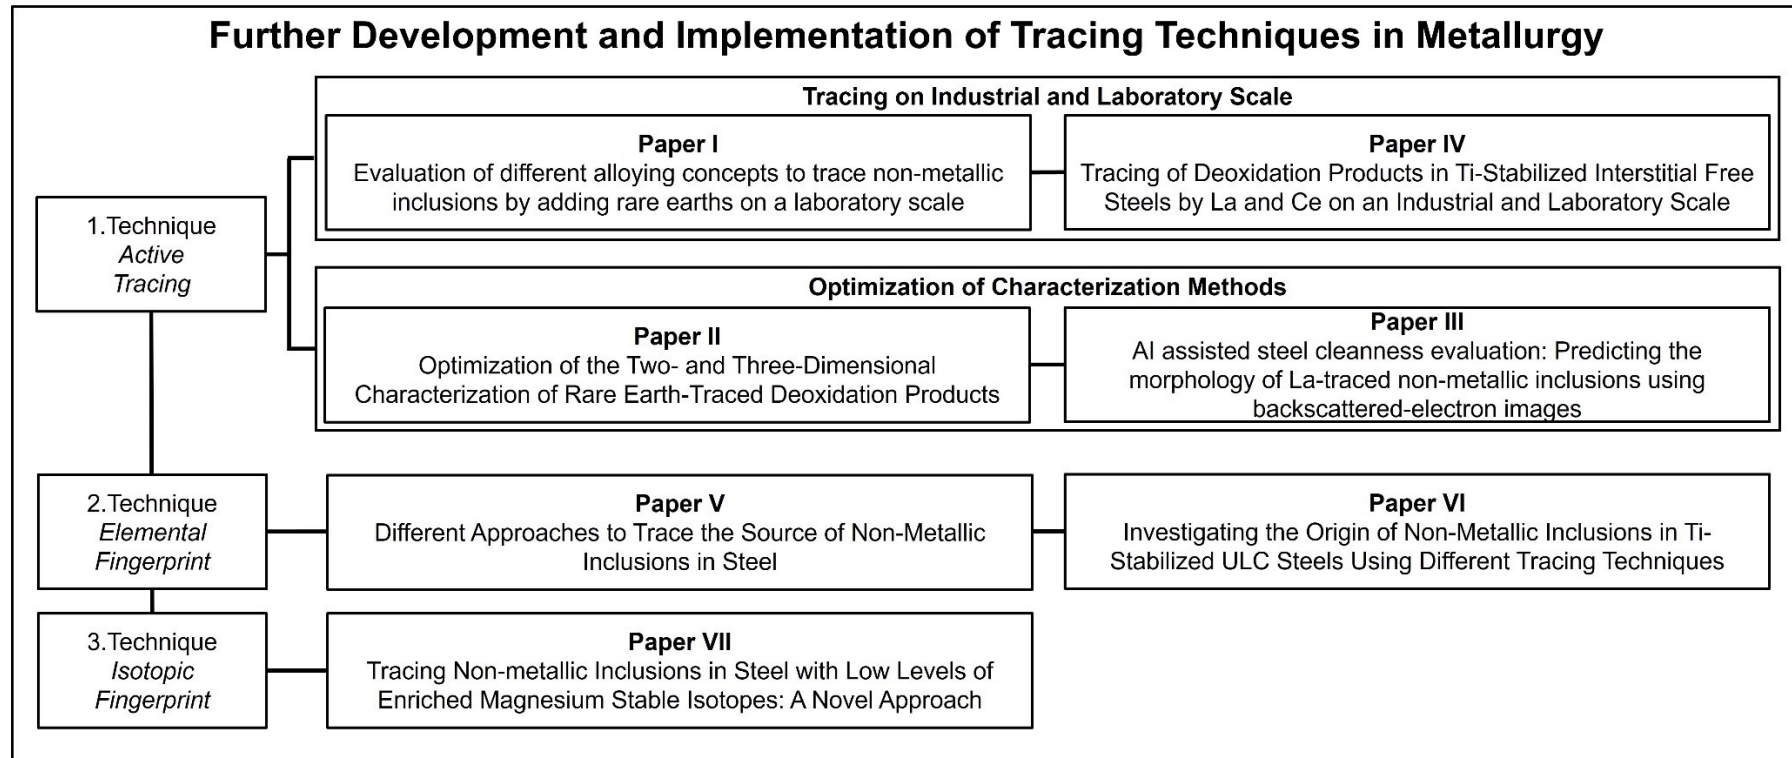 Further Development and Implementation of Tracing Techniques in Metallurgy
Tracing on Industrial and Laboratory Scale
Paper I
Evaluation of different alloying concepts to trace non-metallic
inclusions by adding rare earths on a laboratory scale
Paper IV
Tracing of Deoxidation Products in Ti-Stabilized Interstitial Free
Steels by La and Ce on an Industrial and Laboratory Scale
1.Technique
Active
Tracing
Optimization of Characterization Methods
Paper II
Optimization of the Two- and Three-Dimensional
Characterization of Rare Earth-Traced Deoxidation Products
Paper III
AI assisted steel cleanness evaluation: Predicting the
morphology of La-traced non-metallic inclusions using
backscattered-electron images
2.Technique
Elemental
Fingerprint
Paper V
Different Approaches to Trace the Source of Non-Metallic
Inclusions in Steel
Paper VI
Investigating the Origin of Non-Metallic Inclusions in Ti-
Stabilized ULC Steels Using Different Tracing Techniques
3.Technique
Isotopic
Fingerprint
Paper VII
Tracing Non-metallic Inclusions in Steel with Low Levels of
Enriched Magnesium Stable Isotopes: A Novel Approach